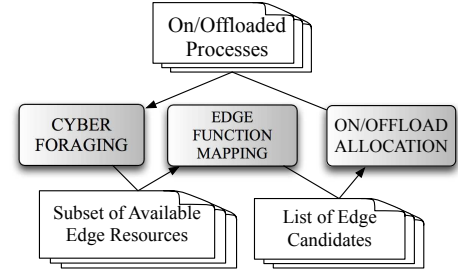 On/Offloaded
Processes
CYBER
FORAGING
EDGE
FUNCTION
MAPPING
ON/OFFLOAD
ALLOCATION
Subset of Available
Edge Resources
List of Edge
Candidates